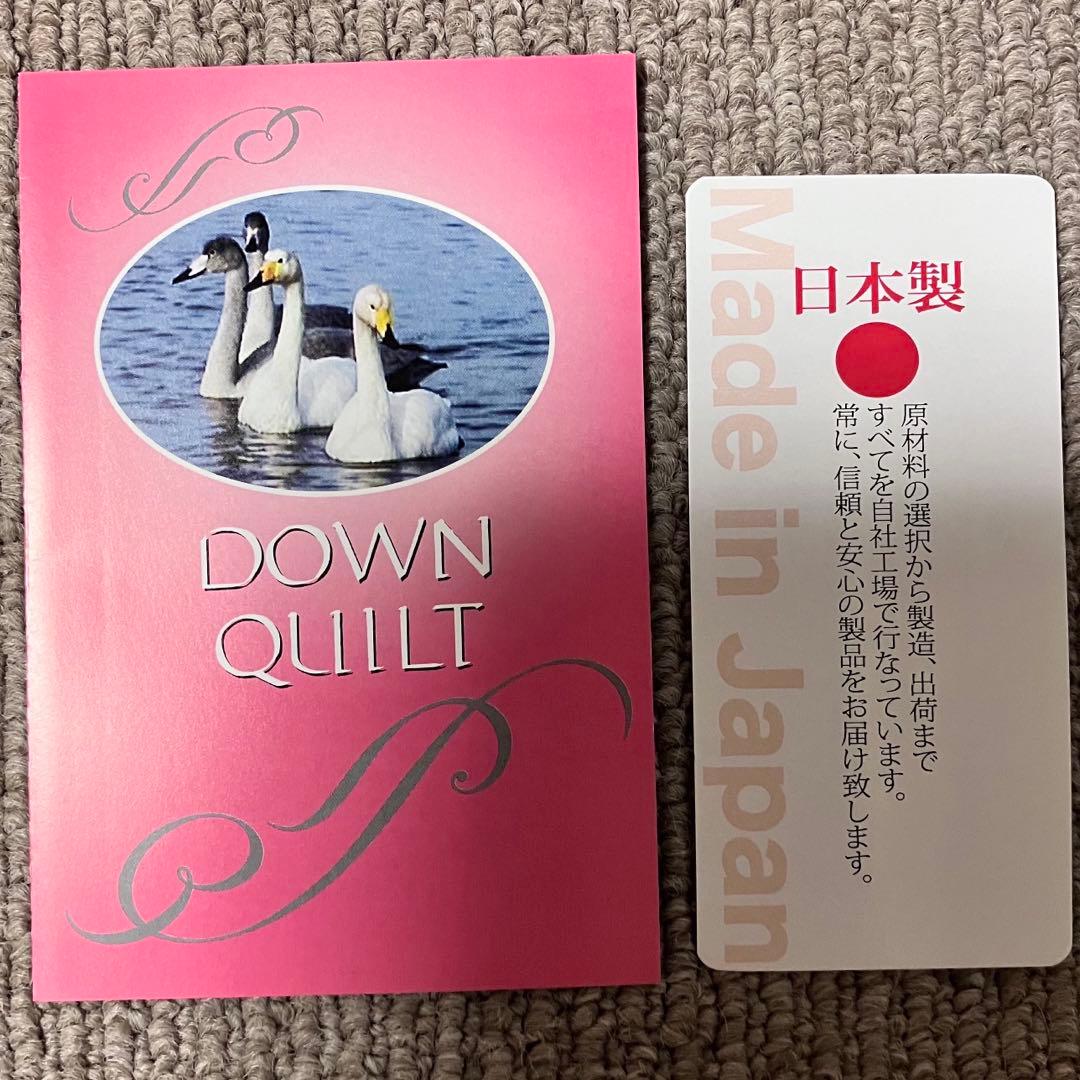 DOWN
QUILT
Made in Japan
日本製
原材料の選択から製造、出荷まで
すべてを自社工場で行なっています。
常に、信頼と安心の製品をお届け致します。